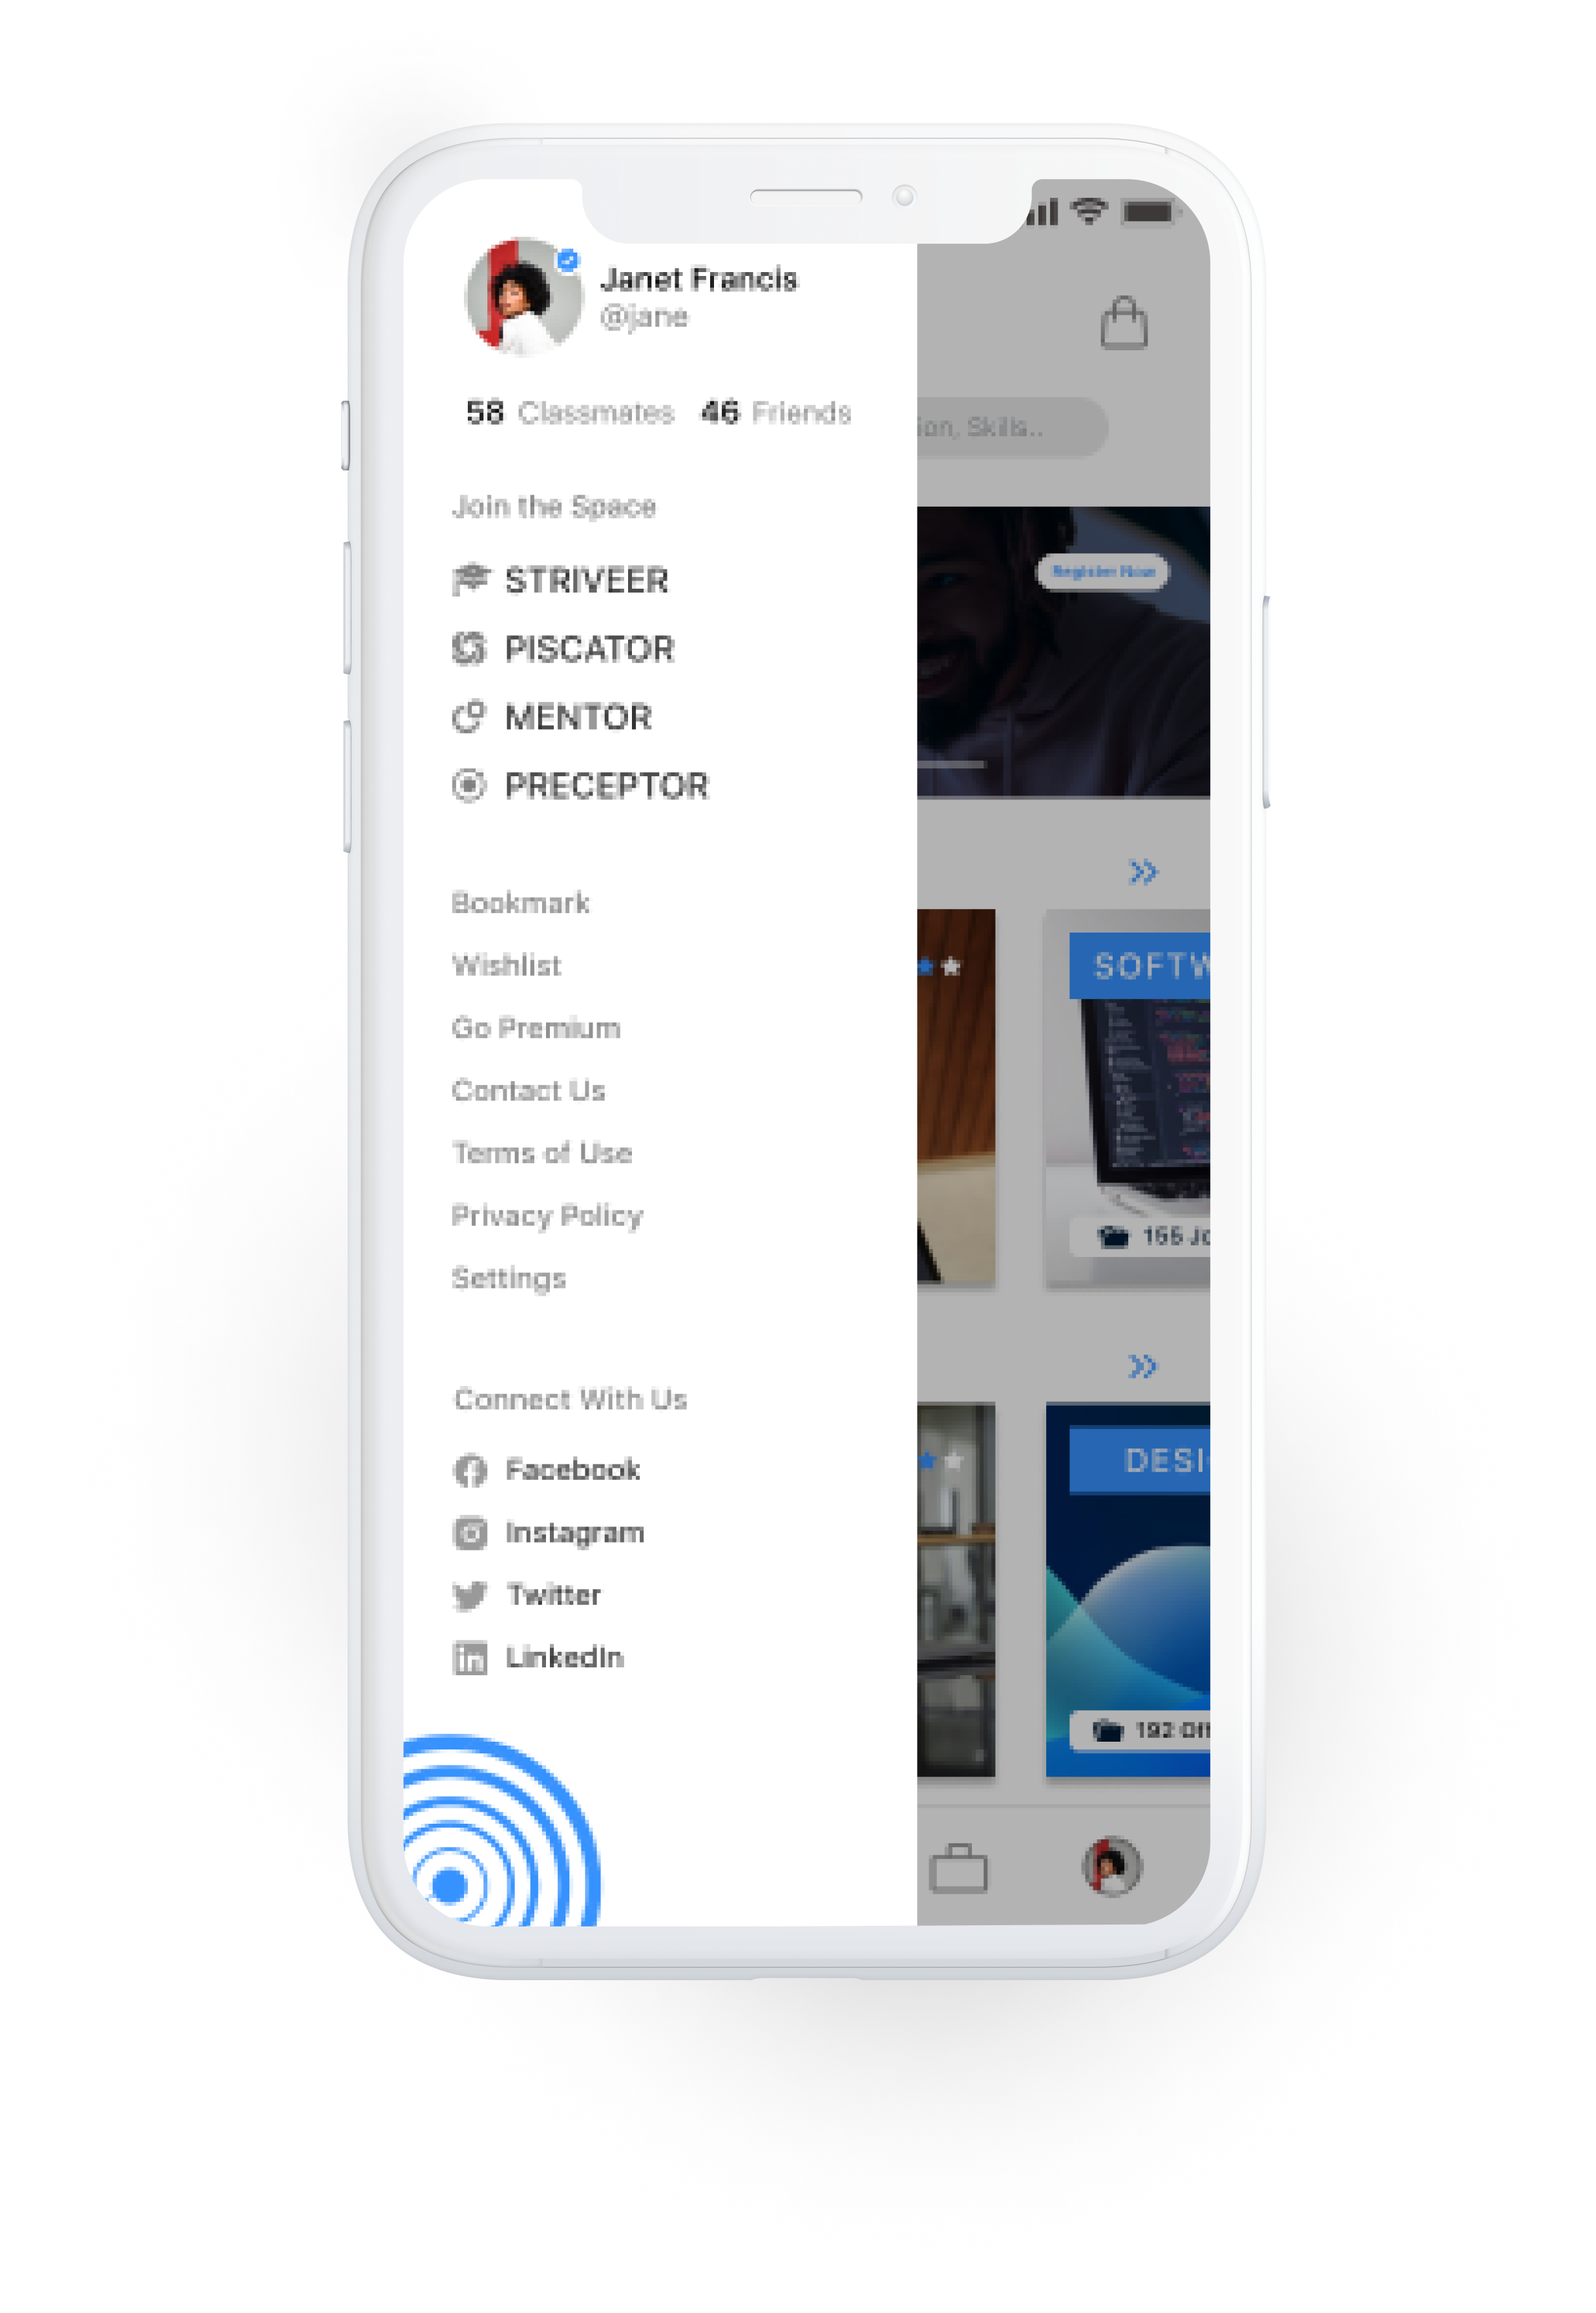 Janet Francis
@jane
58 Classmates 46 Friends
Join the Space
STRIVEER
PISCATOR
MENTOR
PRECEPTOR
Bookmark
Wishlist
Go Premium
Contact Us
Terms of Use
Privacy Policy
Settings
Connect With Us
Facebook
Instagram
Twitter
LinkedIn
ion, Skills..
Register Now
SOFTW
155 Jo
DESI
192 Off